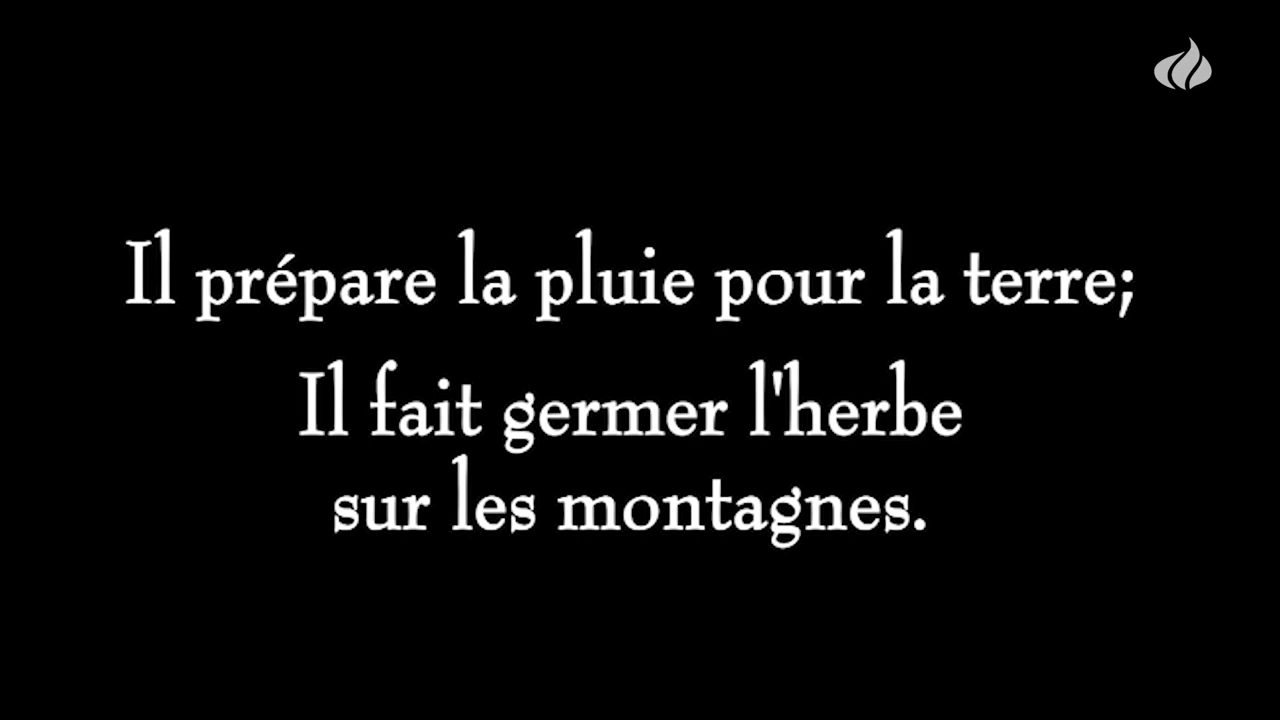 Il prépare la pluie pour la terre;
Il fait germer l'herbe
sur les montagnes.